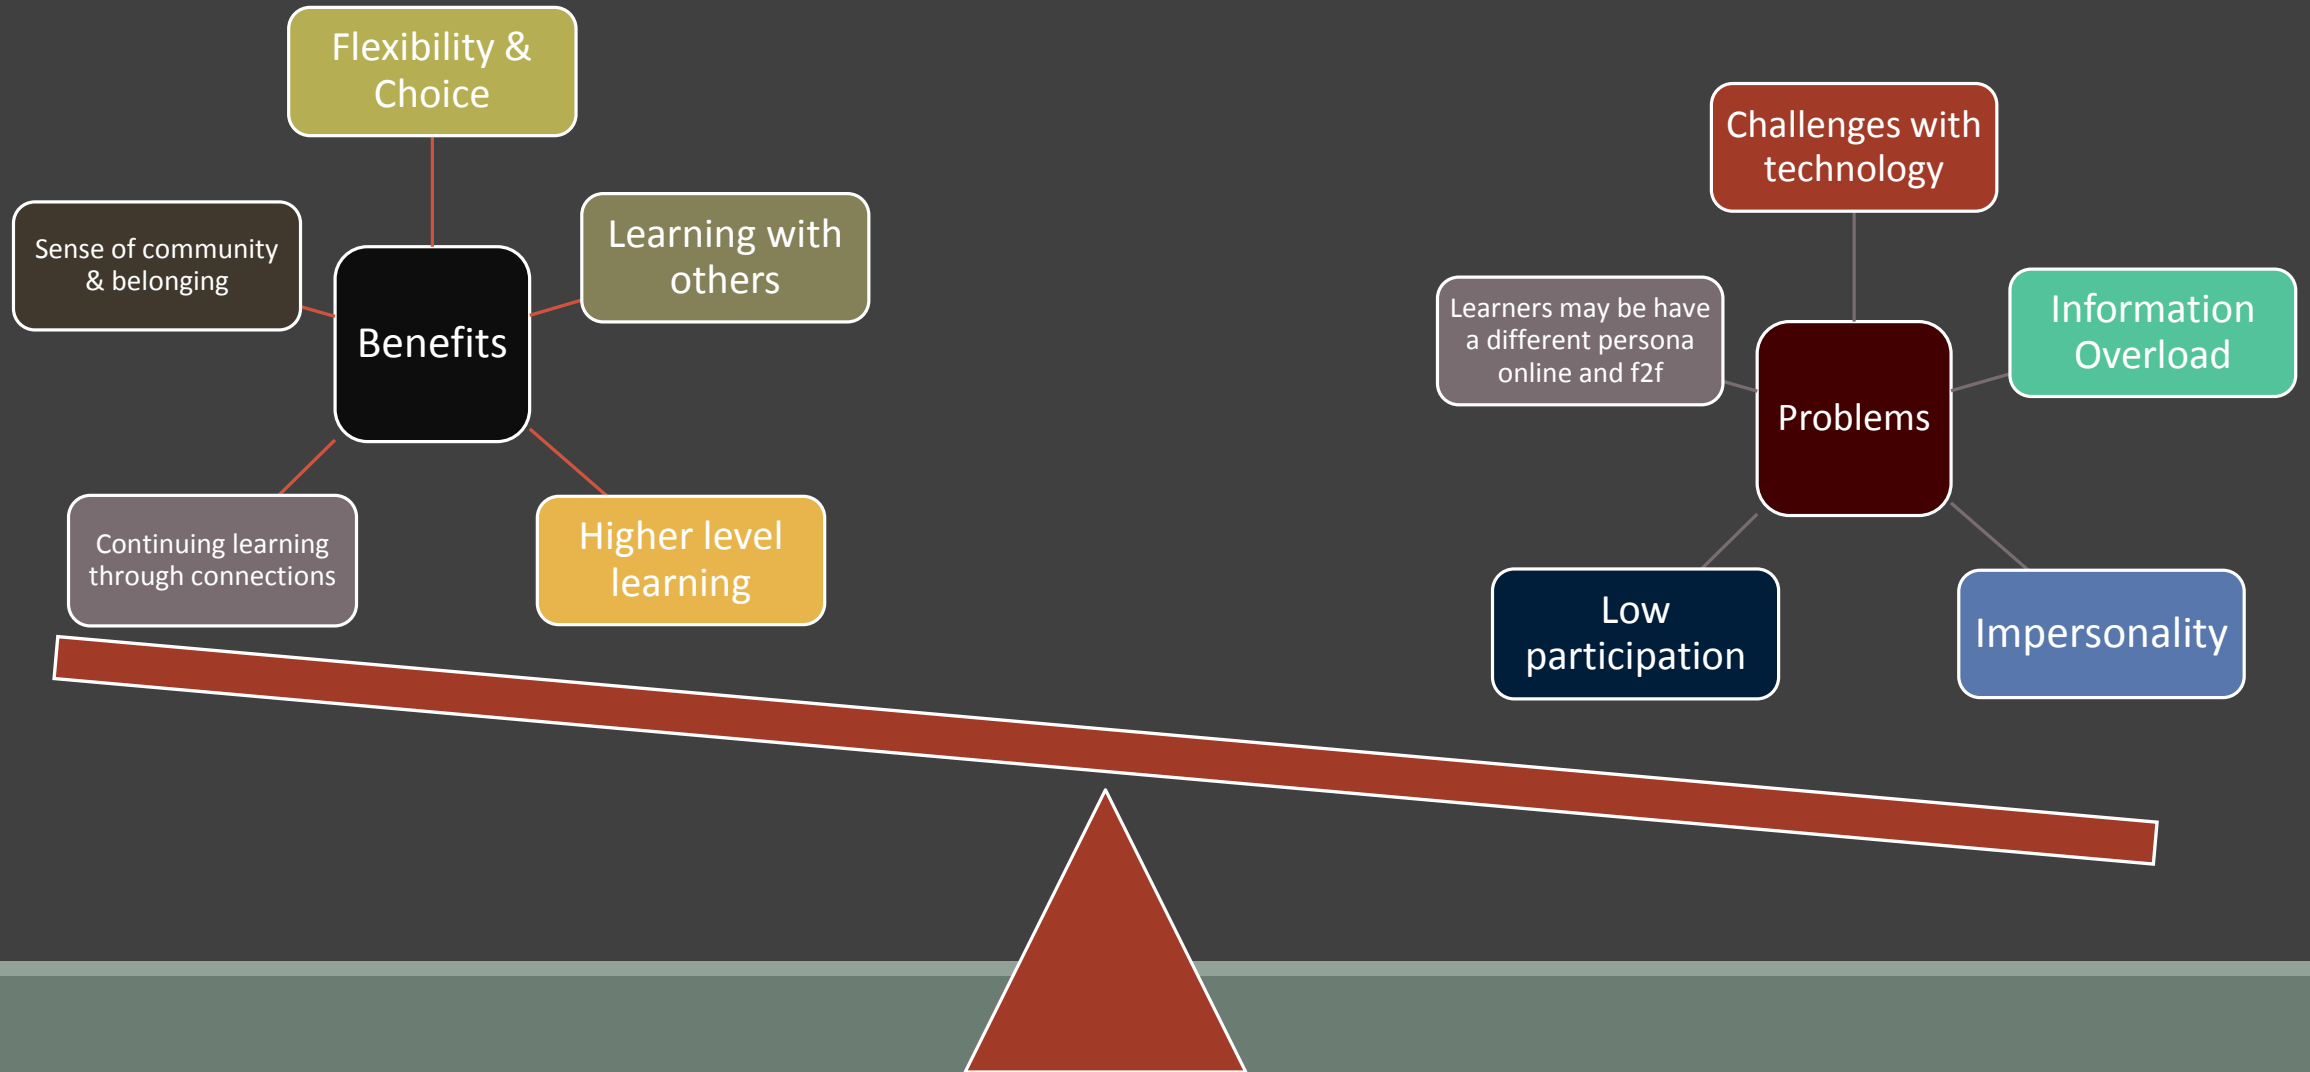 Flexibility &
Choice
Sense of community
& belonging
Learning with
others
Benefits
Continuing learning
through connections
Higher level
learning
Challenges with
technology
Learners may be have
a different persona
online and f2f
Information
Overload
Problems
Low
participation
Impersonality